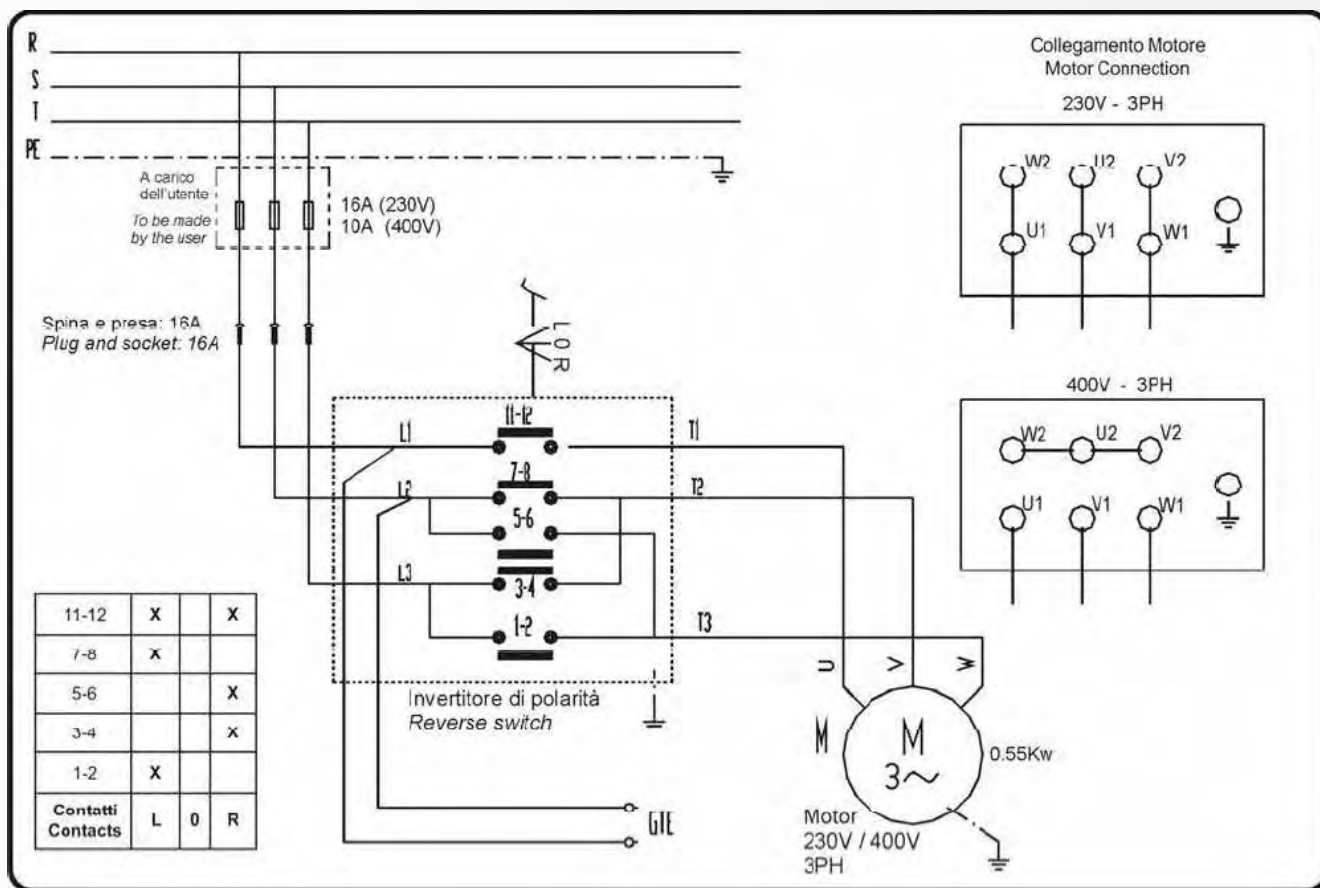 R
S
T
PE
A carico
dell'utente
To be made
by the user
16A (230V)
10A (400V)
Spina e presa: 16A
Plug and socket: 16A
L 0 R
L1
L2
L3
11-12
7-8
5-6
3-4
1-2
T1
T2
T3
Invertitore di polarità
Reverse switch
GTE
U
V
W
M
M
3~
0.55Kw
Motor
230V / 400V
3PH
11-12 X X
7-8 X
5-6 X
3-4 X
1-2 X
Contatti
Contacts L 0 R
Collegamento Motore
Motor Connection
230V - 3PH
W2 U2 V2
U1 V1 W1
400V - 3PH
W2 U2 V2
U1 V1 W1